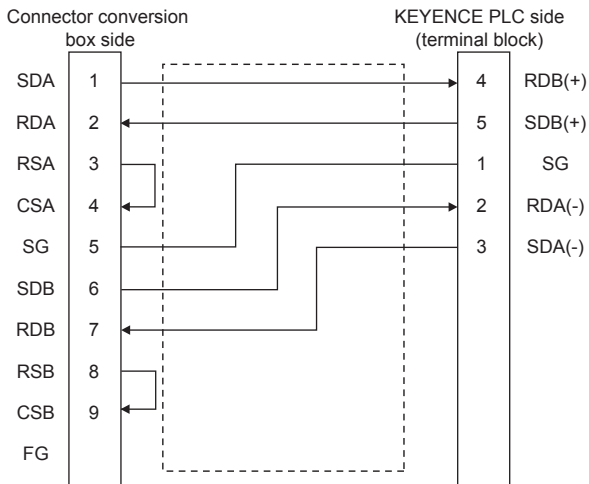 Connector conversion
box side
KEYENCE PLC side
(terminal block)
SDA 1 4 RDB(+)
RDA 2 5 SDB(+)
RSA 3 1 SG
CSA 4 2 RDA(-)
SG 5 3 SDA(-)
SDB 6
RDB 7
RSB 8
CSB 9
FG